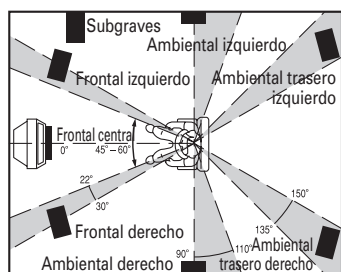 Subgraves
Ambiental izquierdo
Frontal izquierdo
Ambiental trasero
izquierdo
Frontal central
0°
45°–60°
22°
30°
150°
135°
Frontal derecho
90°
110°
Ambiental
Ambiental derecho
trasero derecho